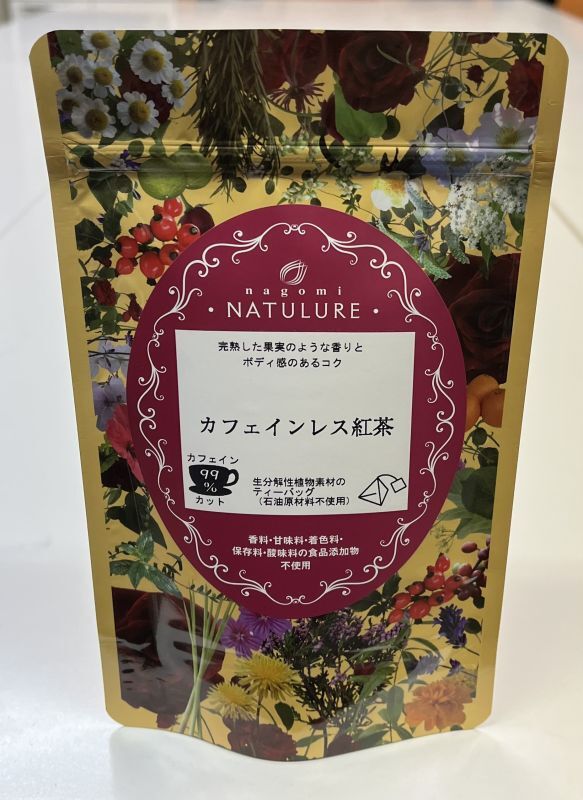 nagomi
・NATULURE・
完熟した果実のような香りと
ボディ感のあるコク
カフェインレス紅茶
カフェイン
99
%
カット
生分解性植物素材の
ティーバッグ
（石油原材料不使用）
香料・甘味料・着色料・
保存料・酸味料の食品添加物
不使用